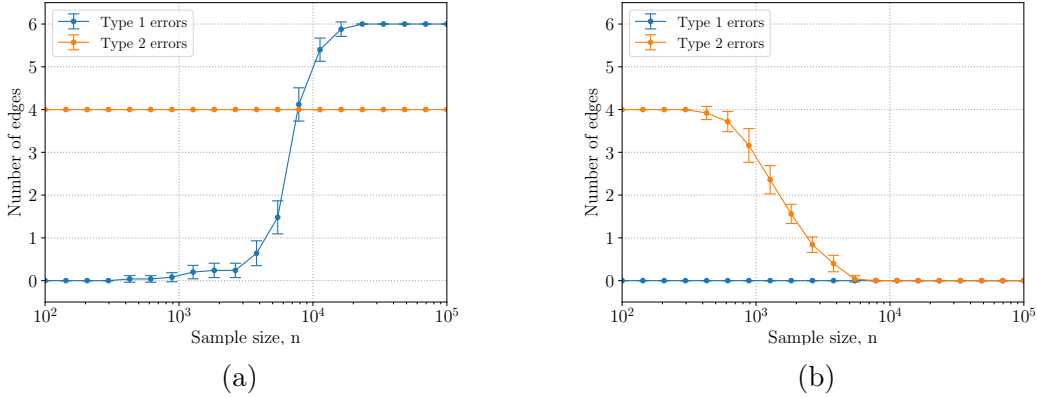 Number of edges
6
5
4
3
2
1
0
Type 1 errors
Type 2 errors
10^2
10^3
10^4
10^5
Sample size, n
(a)
Number of edges
6
5
4
3
2
1
0
Type 1 errors
Type 2 errors
10^2
10^3
10^4
10^5
Sample size, n
(b)